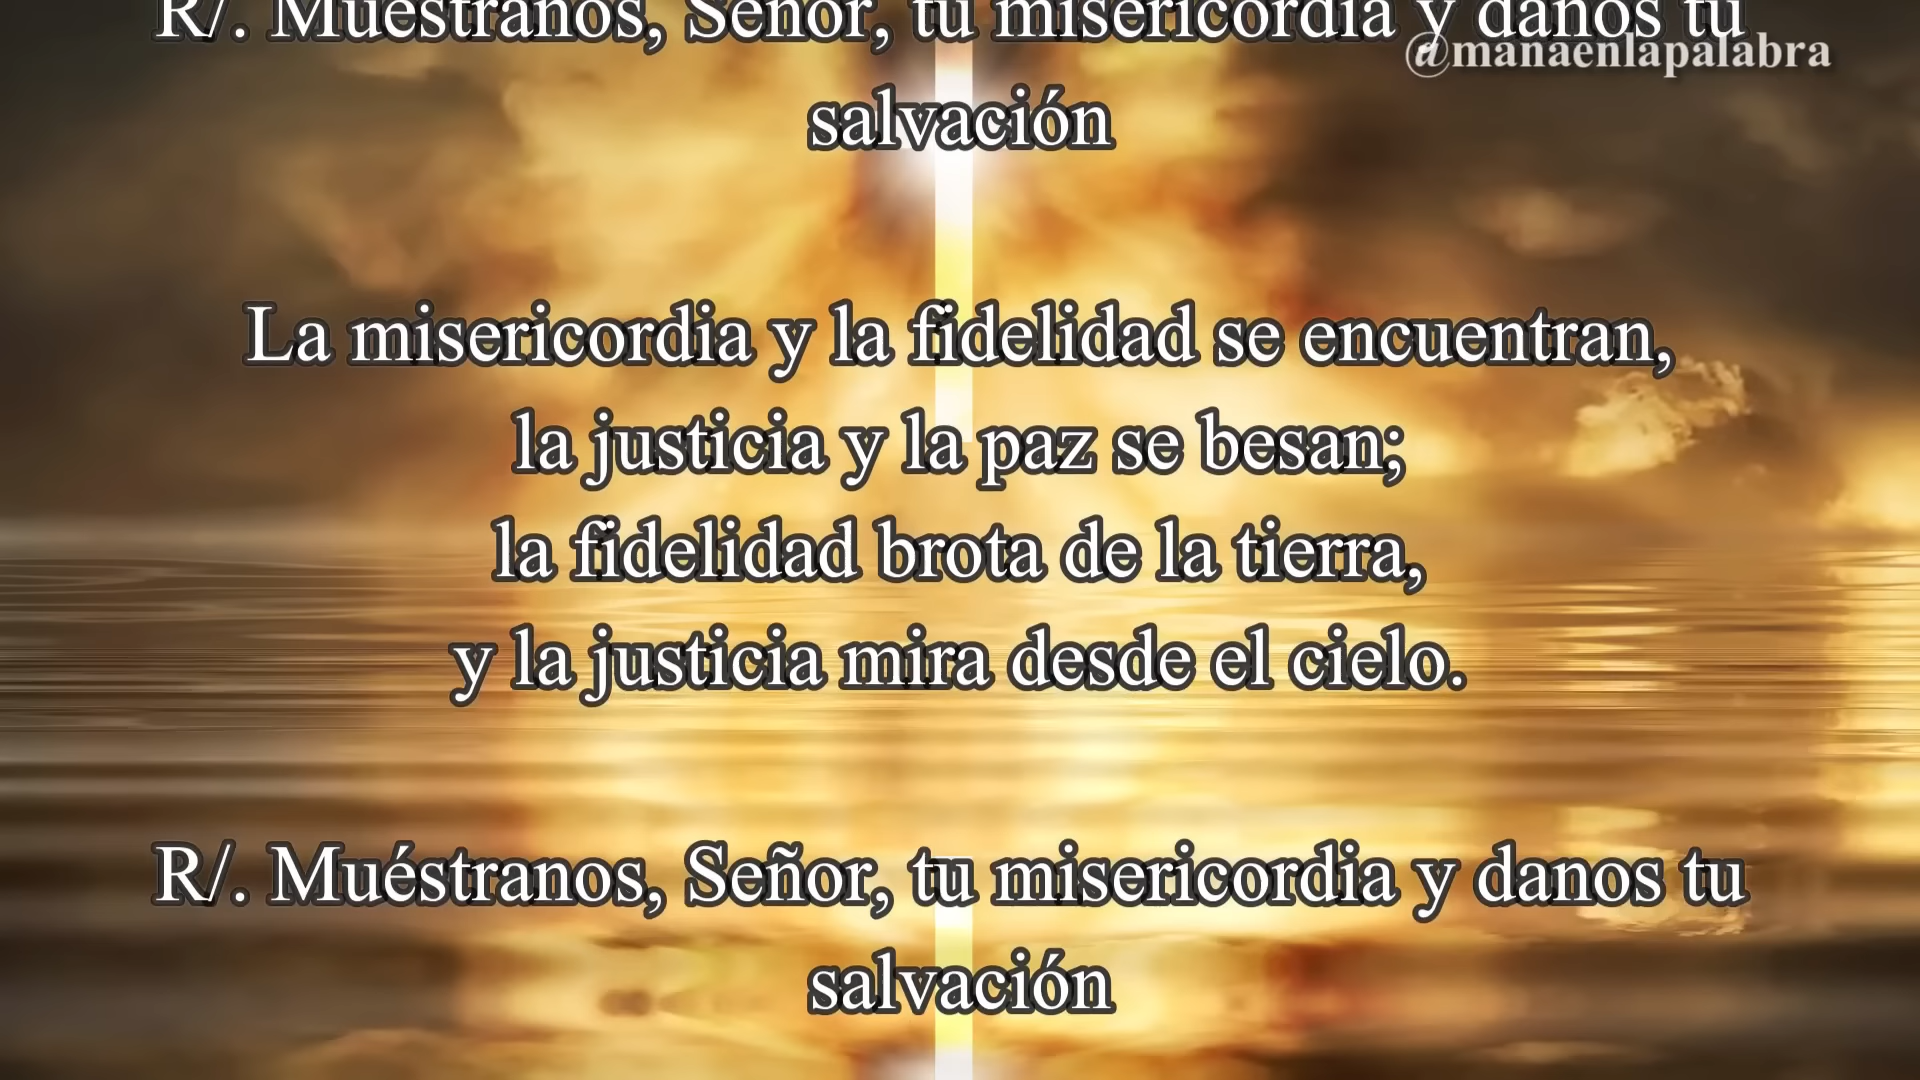 R/. Muéstranos, Señor, tu misericordia y danos tu
@manaenlapalabra
salvación
La misericordia y la fidelidad se encuentran,
la justicia y la paz se besan;
la fidelidad brota de la tierra,
y la justicia mira desde el cielo.
R/. Muéstranos, Señor, tu misericordia y danos tu
salvación